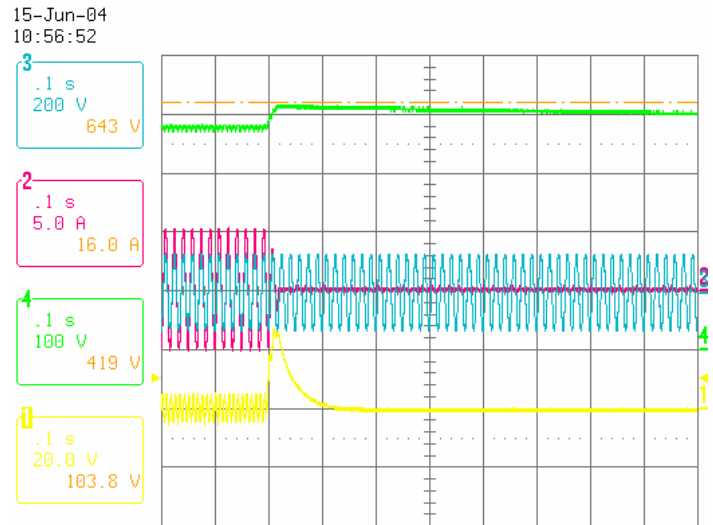 15-Jun-04
10:56:52
3
.1 s
200 V
643 V
2
.1 s
5.0 A
16.0 A
4
.1 s
100 V
419 V
1
.1 s
20.0 V
103.8 V
4
1